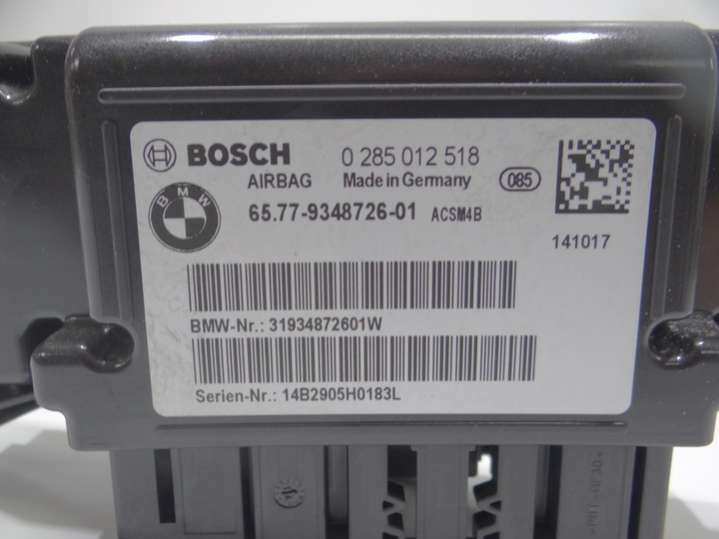 BOSCH 0 285 012 518
AIRBAG Made in Germany 085
BMW 65.77-9348726-01 ACSM4B
141017
BMW-Nr.: 31934872601W
Serien-Nr.: 14B2905H0183L